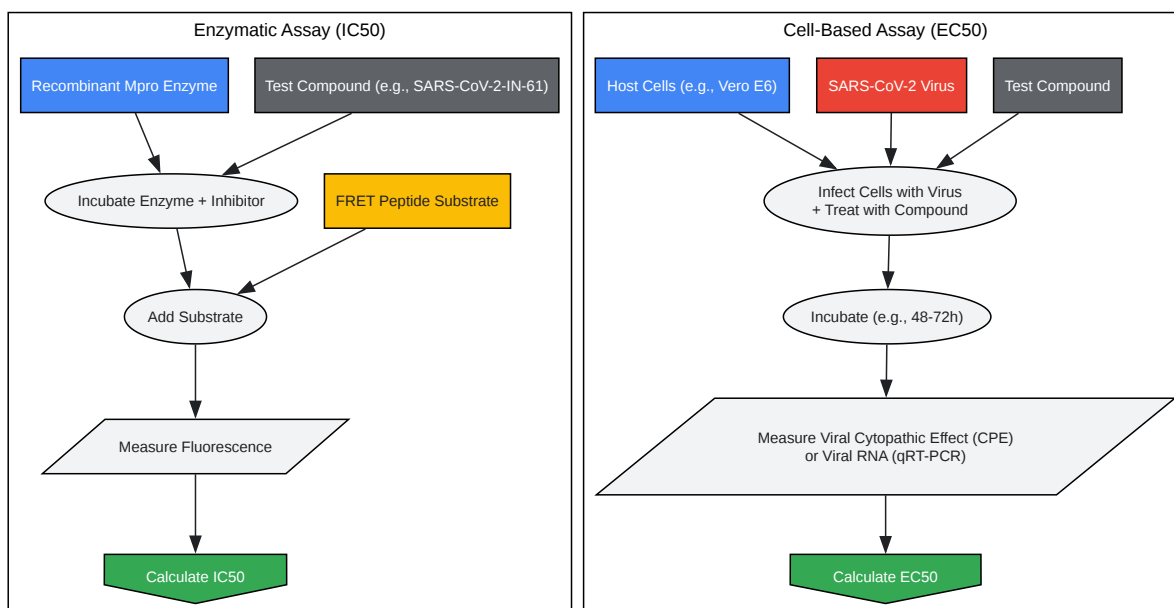 Enzymatic Assay (IC50)
Recombinant Mpro Enzyme
Test Compound (e.g., SARS-CoV-2-IN-61)
Incubate Enzyme + Inhibitor
FRET Peptide Substrate
Add Substrate
Measure Fluorescence
Calculate IC50
Cell-Based Assay (EC50)
Host Cells (e.g., Vero E6)
SARS-CoV-2 Virus
Test Compound
Infect Cells with Virus
+ Treat with Compound
Incubate (e.g., 48-72h)
Measure Viral Cytopathic Effect (CPE)
or Viral RNA (qRT-PCR)
Calculate EC50